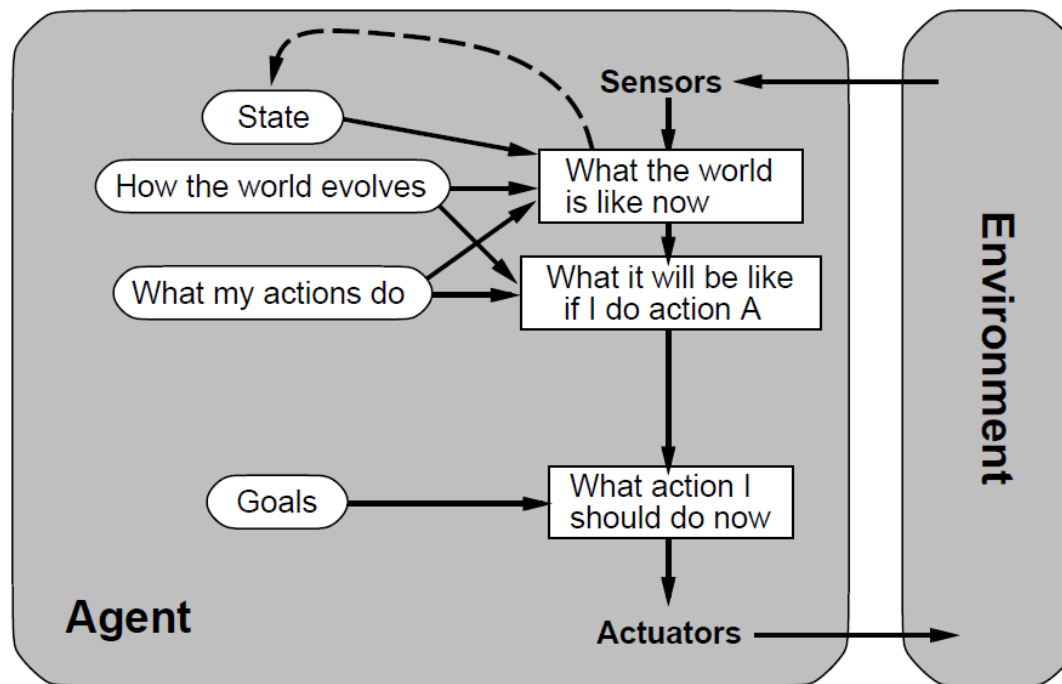 Sensors
State
What the world
is like now
How the world evolves
What it will be like
if I do action A
What my actions do
Environment
Goals
What action I
should do now
Agent
Actuators